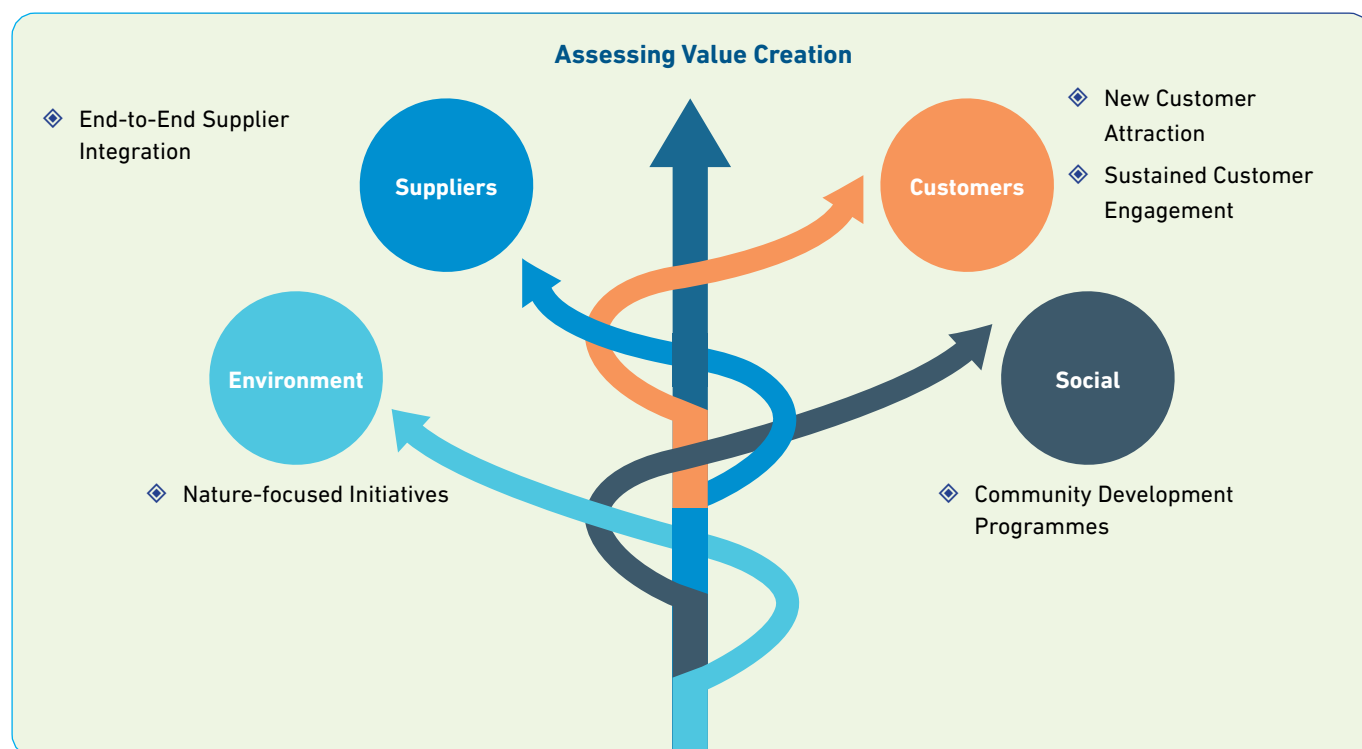 Assessing Value Creation
End-to-End Supplier
Integration
Suppliers
Customers
New Customer
Attraction
Sustained Customer
Engagement
Environment
Social
Nature-focused Initiatives
Community Development
Programmes